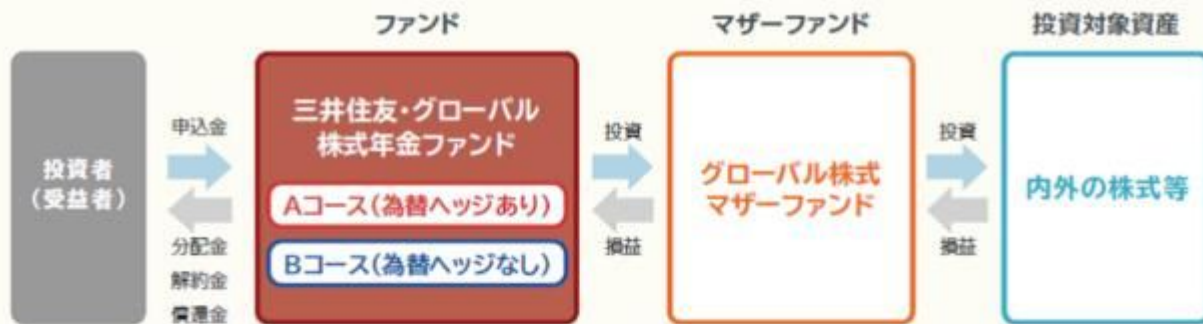 ファンド
マザーファンド
投資対象資産
投資者
(受益者)
申込金
分配金
解約金
償還金
三井住友・グローバル
株式年金ファンド
Aコース(為替ヘッジあり)
Bコース(為替ヘッジなし)
投資
損益
グローバル株式
マザーファンド
投資
損益
内外の株式等